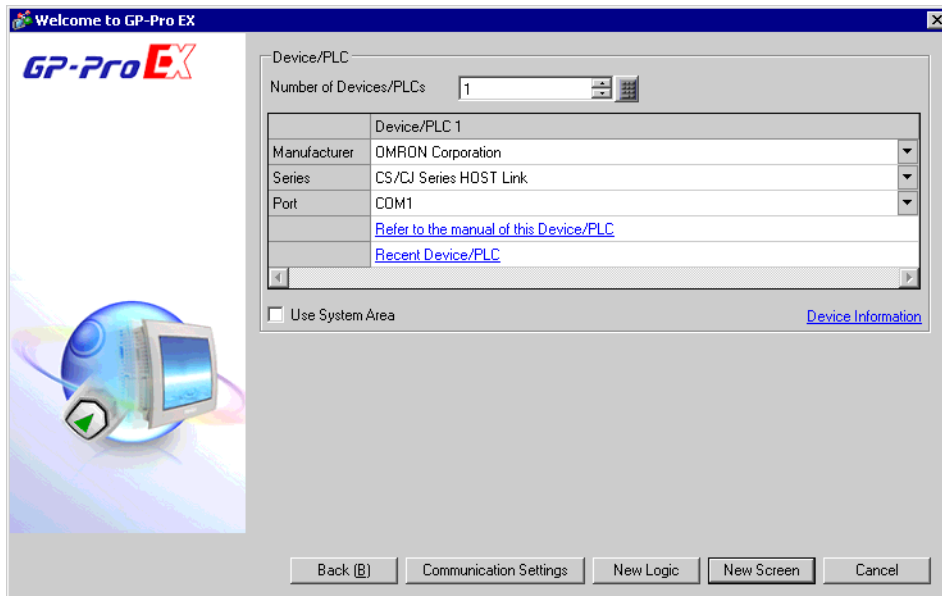 Welcome to GP-Pro EX
GP-Pro EX
Device/PLC
Number of Devices/PLCs 1
Device/PLC 1
Manufacturer OMRON Corporation
Series CS/CJ Series HOST Link
Port COM1
Refer to the manual of this Device/PLC
Recent Device/PLC
Use System Area Device Information
Back (B) Communication Settings New Logic New Screen Cancel